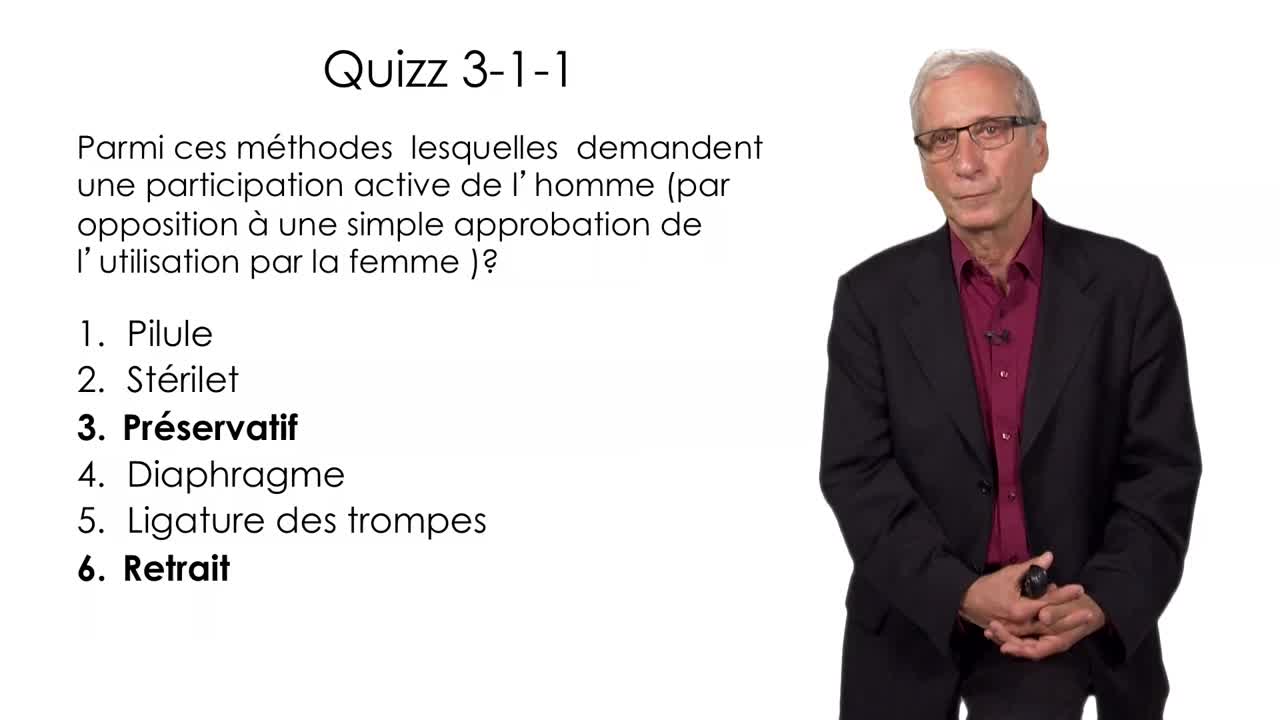 Quizz 3-1-1
Parmi ces méthodes lesquelles demandent
une participation active de l’homme (par
opposition à une simple approbation de
l’utilisation par la femme )?
1. Pilule
2. Stérilet
3. Préservatif
4. Diaphragme
5. Ligature des trompes
6. Retrait